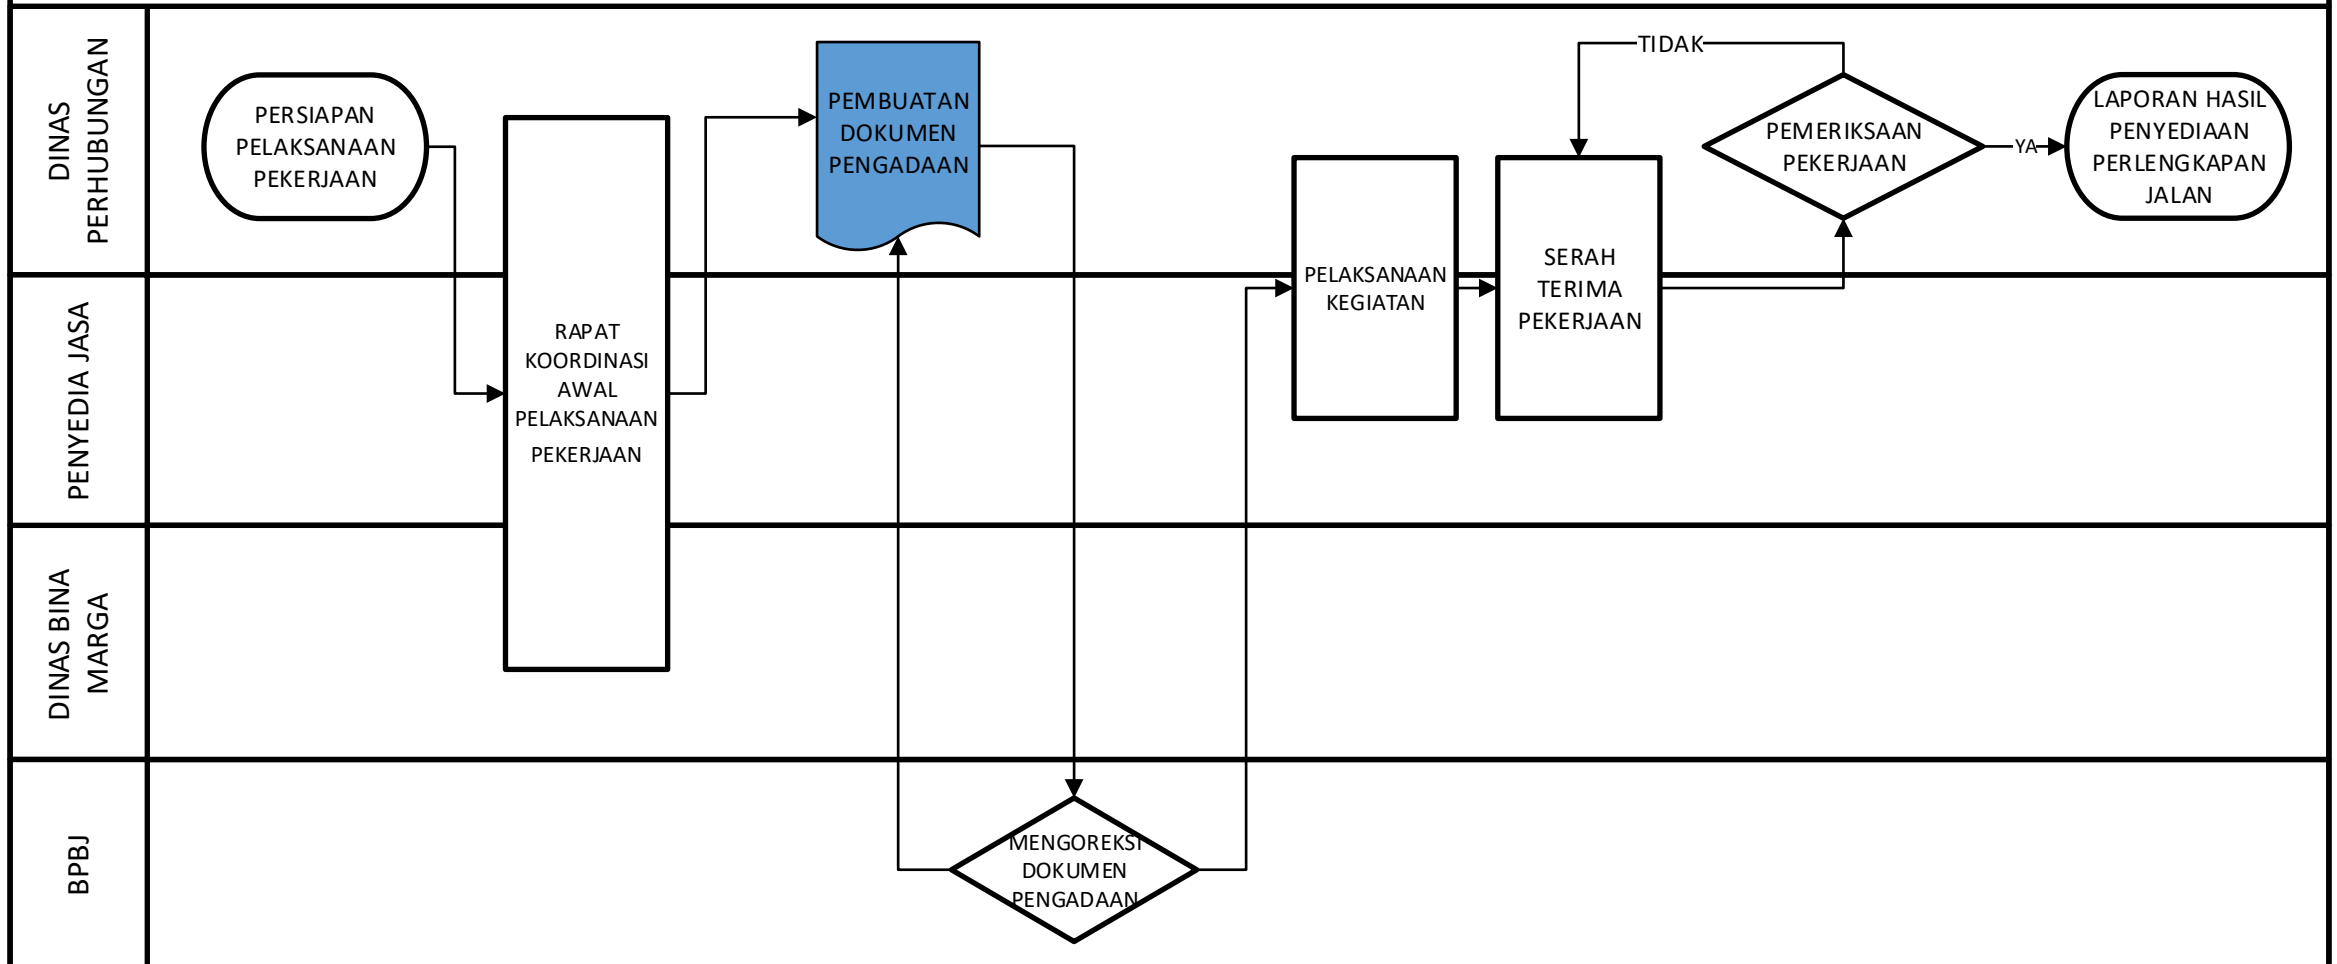 DINAS
PERHUBUNGAN
PERSIAPAN
PELAKSANAAN
PEKERJAAN
PEMBUATAN
DOKUMEN
PENGADAAN
TIDAK
PEMERIKSAAN
PEKERJAAN
YA
LAPORAN HASIL
PENYEDIAAN
PERLENGKAPAN
JALAN
PENYEDIA JASA
RAPAT
KOORDINASI
AWAL
PELAKSANAAN
PEKERJAAN
PELAKSANAAN
KEGIATAN
SERAH
TERIMA
PEKERJAAN
DINAS BINA
MARGA
BPBJ
MENGOREKSI
DOKUMEN
PENGADAAN